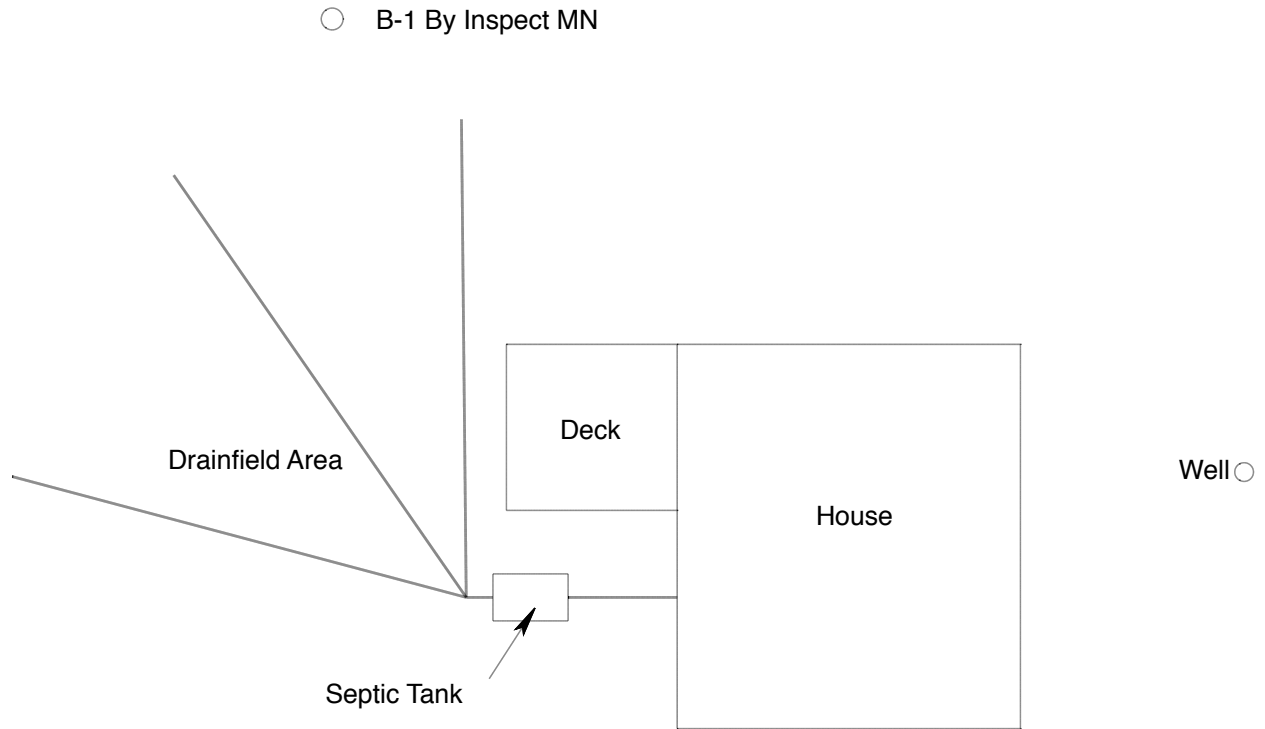 B-1 By Inspect MN
Deck
Drainfield Area
Well
House
Septic Tank